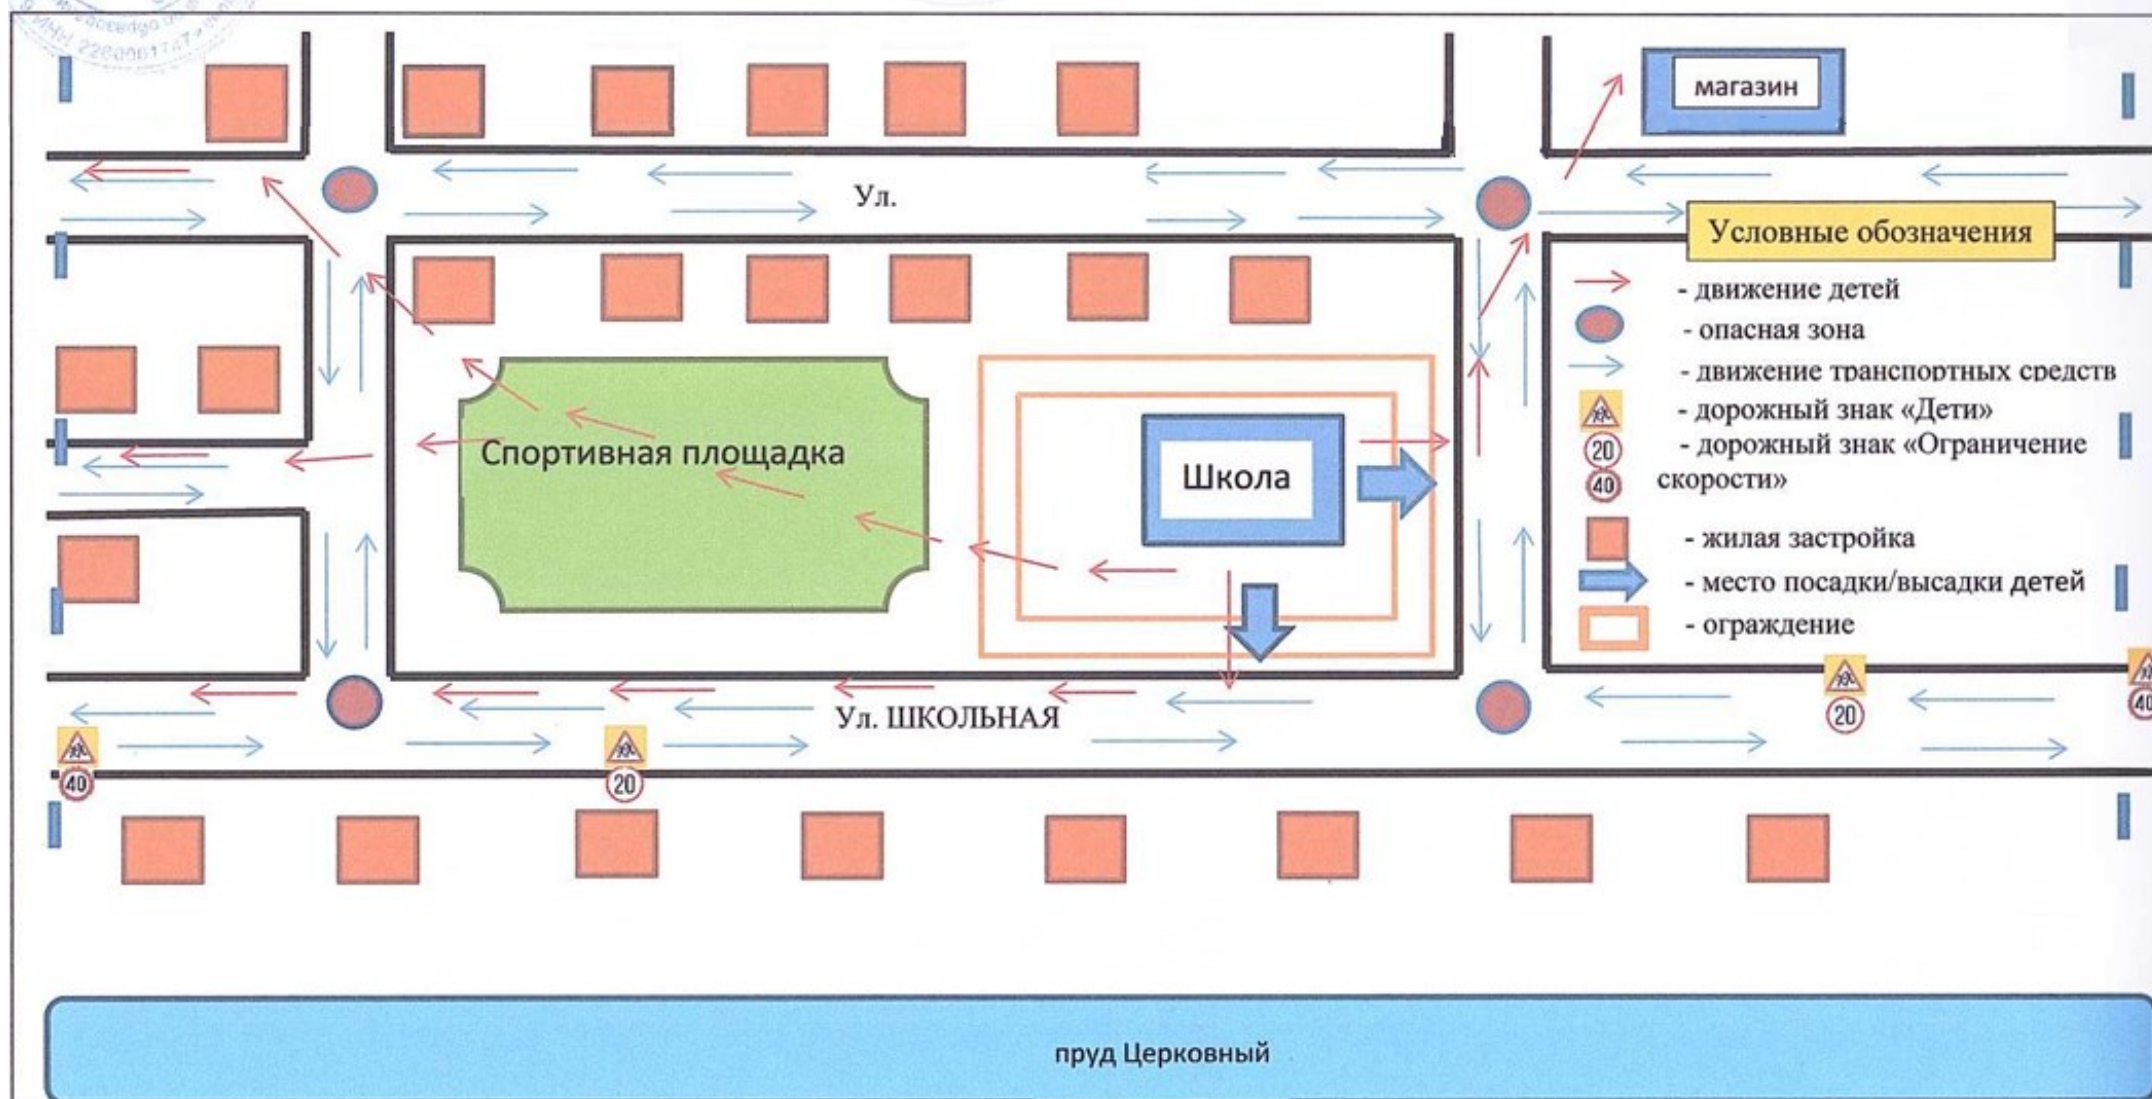 ИНН
магазин
Ул.
Условные обозначения
- движение детей
- опасная зона
- движение транспортных средств
- дорожный знак «Дети»
20
- дорожный знак «Ограничение
40
скорости»
- жилая застройка
- место посадки/высадки детей
- ограждение
Спортивная площадка
Школа
Ул. ШКОЛЬНАЯ
20
40
40
20
пруд Церковный